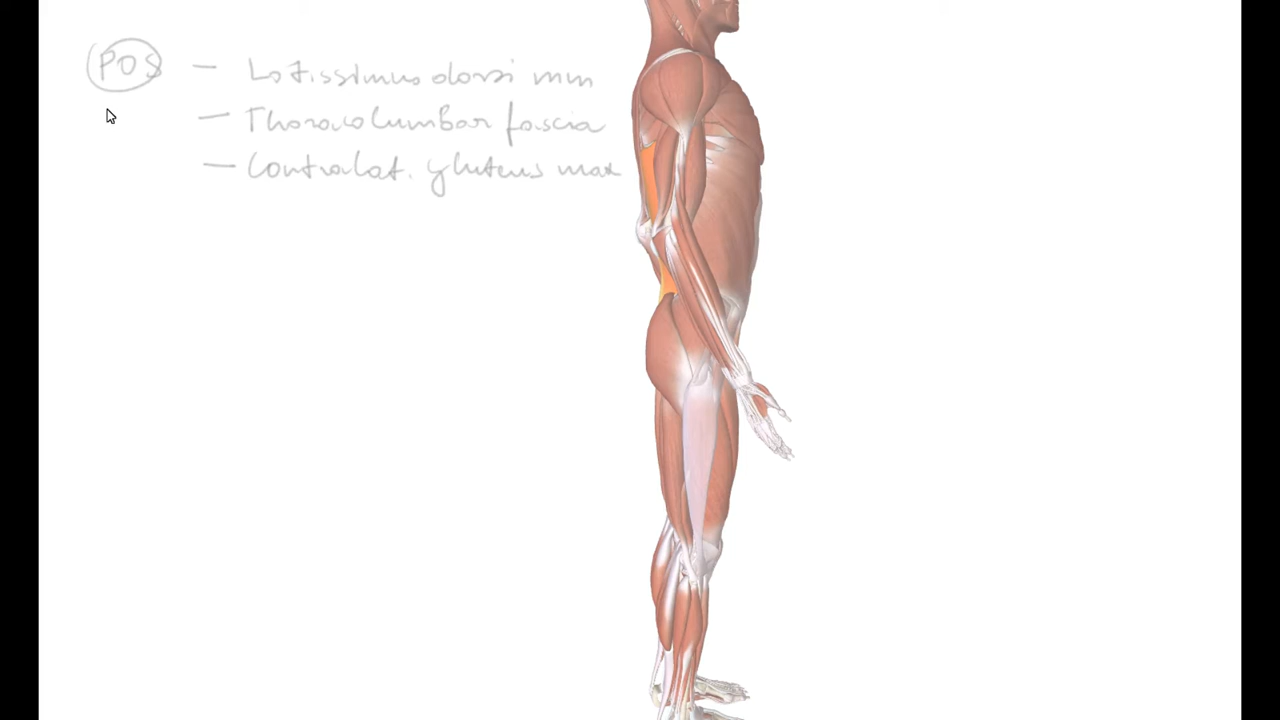 POS — Latissimus dorsi mm
— Thoracolumbar fascia
— Contralat. gluteus max